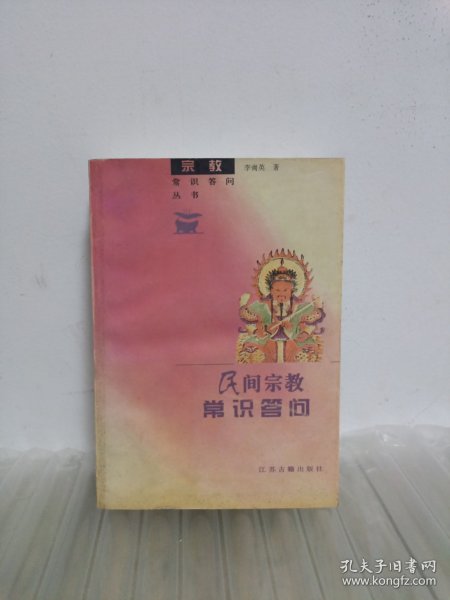 宗教
常识答问
丛书
李尚英 著
民间宗教
常识答问
江苏古籍出版社
孔夫子旧书网
www.kongfz.com